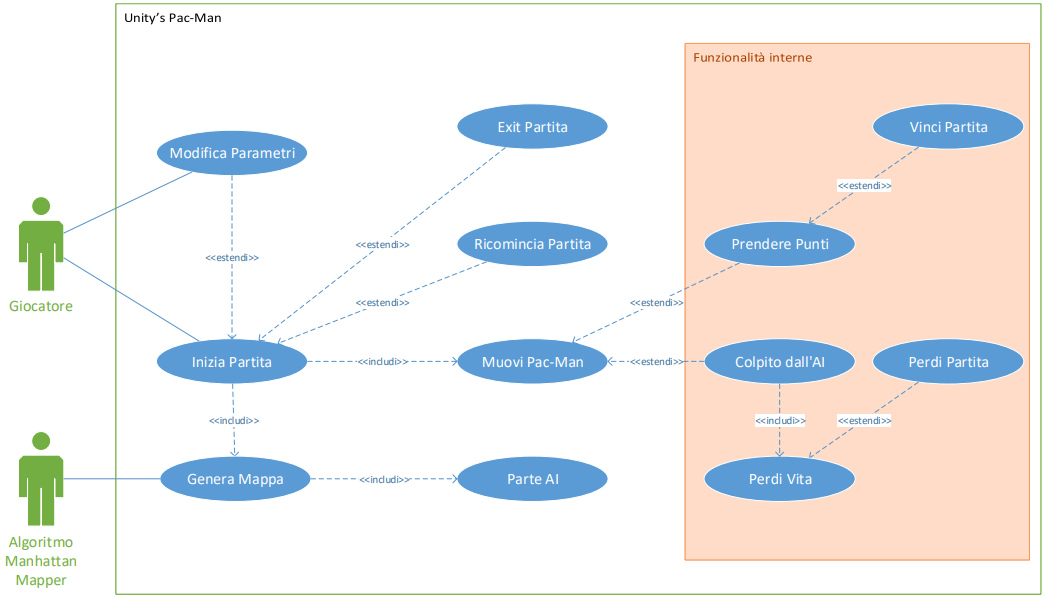 Unity's Pac-Man
Funzionalità interne
Exit Partita
Vinci Partita
Modifica Parametri
<<estendi>>
Ricomincia Partita
Prendere Punti
<<estendi>>
<<estendi>>
Giocatore
<<estendi>>
<<estendi>>
Inizia Partita
<<includi>>
Muovi Pac-Man
<<estendi>>
Colpito dall'AI
Perdi Partita
<<includi>>
<<includi>>
<<estendi>>
Genera Mappa
<<includi>>
Parte AI
Perdi Vita
Algoritmo
Manhattan
Mapper